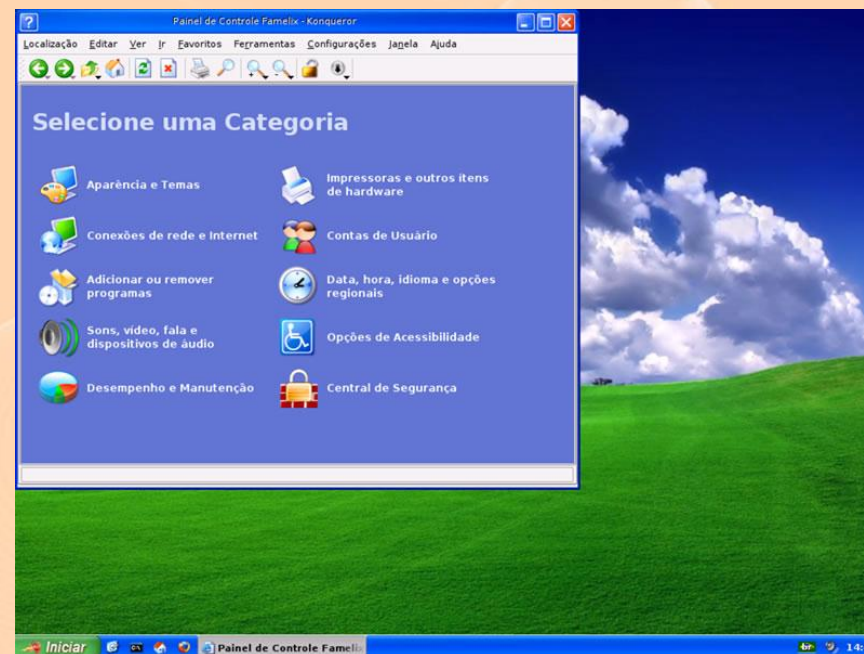 Painel de Controle Famelix - Konqueror
Localização Editar Ver Ir Favoritos Ferramentas Configurações Janela Ajuda
Selecione uma Categoria
Aparência e Temas
Impressoras e outros ítens
de hardware
Conexões de rede e Internet
Contas de Usuário
Adicionar ou remover
programas
Data, hora, idioma e opções
regionais
Sons, vídeo, fala e
dispositivos de áudio
Opções de Acessibilidade
Desempenho e Manutenção
Central de Segurança
Iniciar Painel de Controle Famelix br 14: